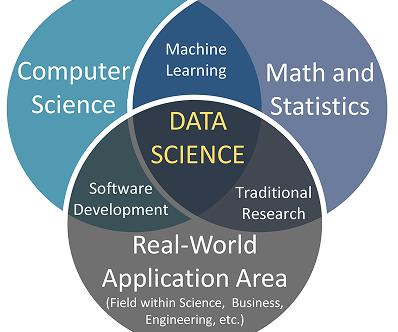 Machine
Learning
Computer
Science
Math and
Statistics
DATA
SCIENCE
Software
Development
Traditional
Research
Real-World
Application Area
(Field within Science, Business,
Engineering, etc.)